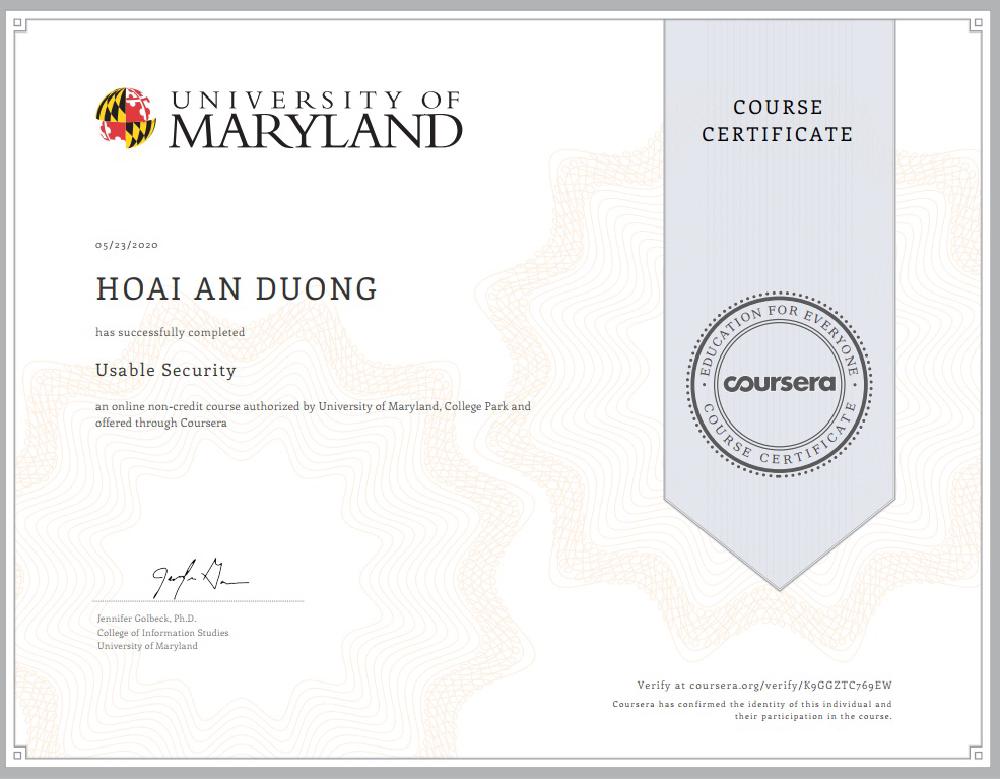 UNIVERSITY OF
MARYLAND
COURSE
CERTIFICATE
05/23/2020
HOAI AN DUONG
has successfully completed
Usable Security
an online non-credit course authorized by University of Maryland, College Park and
offered through Coursera
EDUCATION FOR EVERYONE
coursera
COURSE CERTIFICATE
Jennifer Golbeck, Ph.D.
College of Information Studies
University of Maryland
Verify at coursera.org/verify/K9GGZTC769EW
Coursera has confirmed the identity of this individual and
their participation in the course.